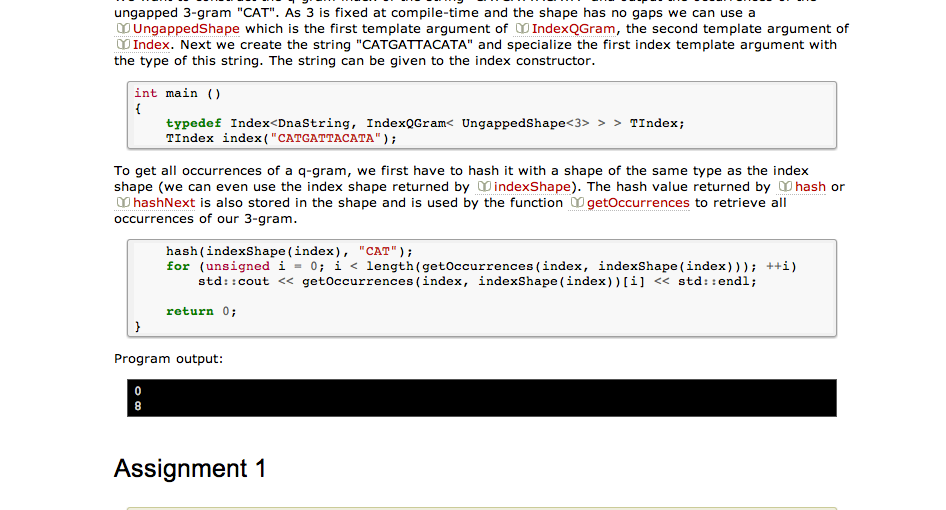 ungapped 3-gram "CAT". As 3 is fixed at compile-time and the shape has no gaps we can use a
UngappedShape which is the first template argument of IndexQGram, the second template argument of
Index. Next we create the string "CATGATTACATA" and specialize the first index template argument with
the type of this string. The string can be given to the index constructor.
int main ()
{
    typedef Index<DnaString, IndexQGram< UngappedShape<3> > > TIndex;
    TIndex index("CATGATTACATA");
To get all occurrences of a q-gram, we first have to hash it with a shape of the same type as the index
shape (we can even use the index shape returned by indexShape). The hash value returned by hash or
hashNext is also stored in the shape and is used by the function getOccurrences to retrieve all
occurrences of our 3-gram.
    hash(indexShape(index), "CAT");
    for (unsigned i = 0; i < length(getOccurrences(index, indexShape(index))); ++i)
        std::cout << getOccurrences(index, indexShape(index))[i] << std::endl;
    return 0;
}
Program output:
0
8
Assignment 1